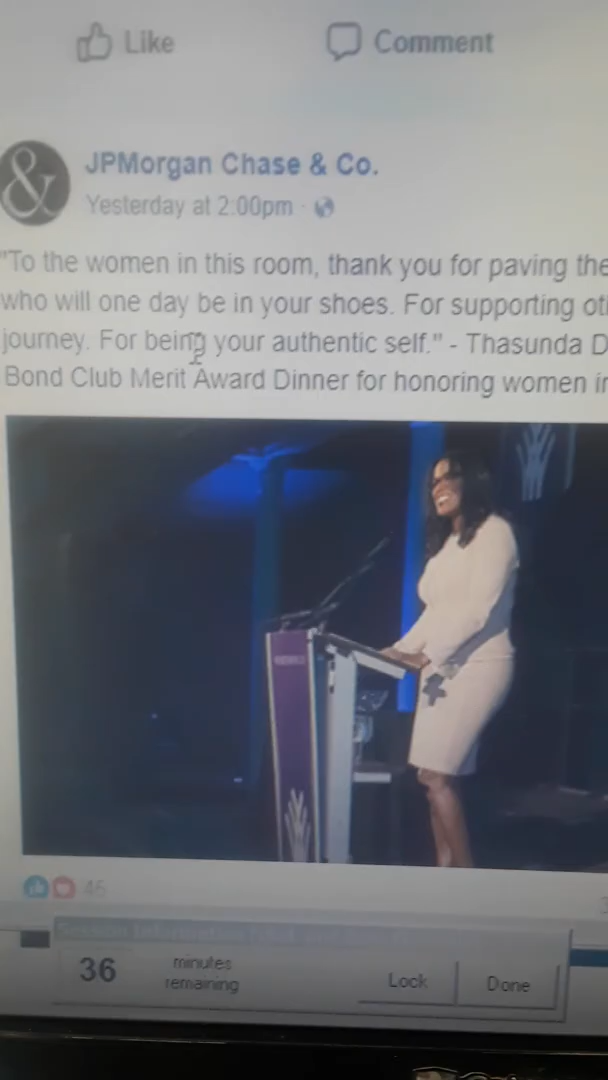 Like
Comment
JPMorgan Chase & Co.
Yesterday at 2:00pm ·
"To the women in this room, thank you for paving the
who will one day be in your shoes. For supporting
journey. For being your authentic self." - Thasunda D
Bond Club Merit Award Dinner for honoring women
45
36
minutes
remaining
Lock
Done